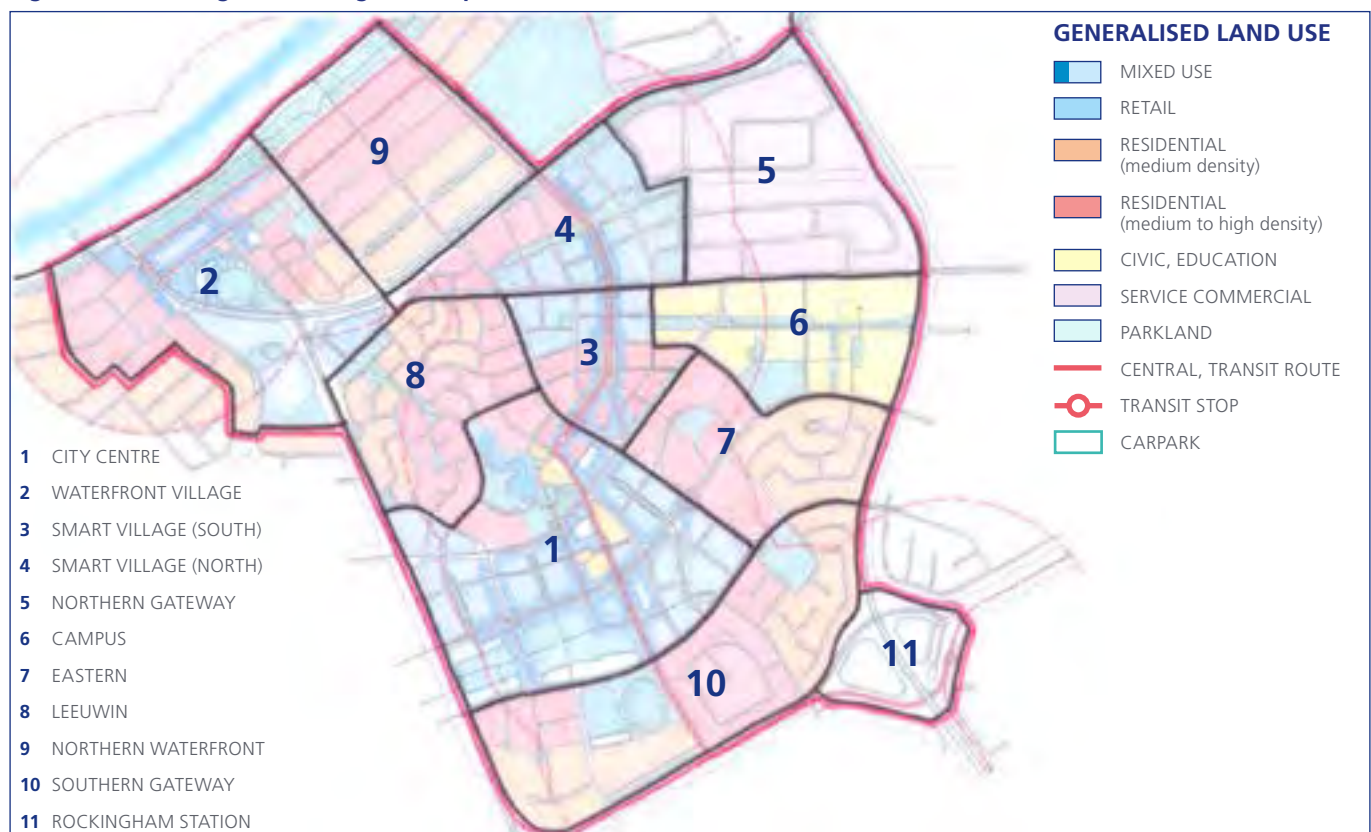 9
5
4
2
6
3
8
7
1
10
11
1 CITY CENTRE
2 WATERFRONT VILLAGE
3 SMART VILLAGE (SOUTH)
4 SMART VILLAGE (NORTH)
5 NORTHERN GATEWAY
6 CAMPUS
7 EASTERN
8 LEEUWIN
9 NORTHERN WATERFRONT
10 SOUTHERN GATEWAY
11 ROCKINGHAM STATION
GENERALISED LAND USE
MIXED USE
RETAIL
RESIDENTIAL
(medium density)
RESIDENTIAL
(medium to high density)
CIVIC, EDUCATION
SERVICE COMMERCIAL
PARKLAND
CENTRAL, TRANSIT ROUTE
TRANSIT STOP
CARPARK